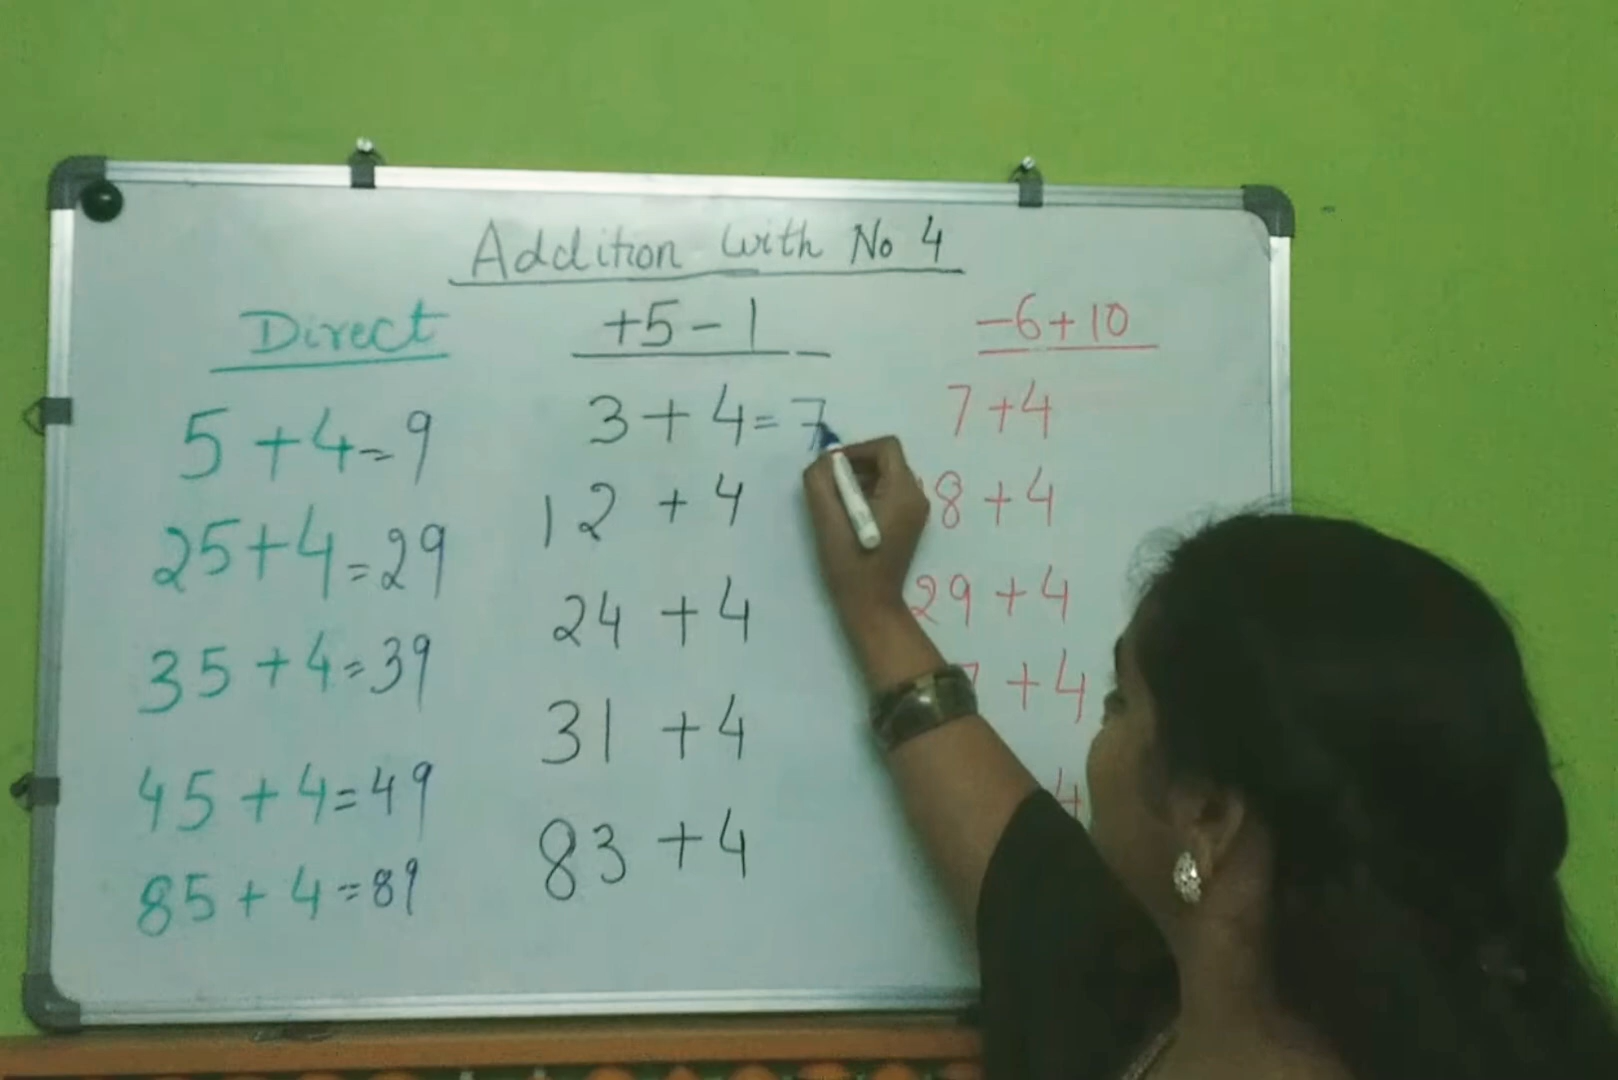 Addition With No 4
Direct
5 + 4 = 9
25 + 4 = 29
35 + 4 = 39
45 + 4 = 49
85 + 4 = 89
+5 - 1
3 + 4 = 7
12 + 4
24 + 4
31 + 4
83 + 4
-6 + 10
7 + 4
8 + 4
29 + 4
7 + 4
4